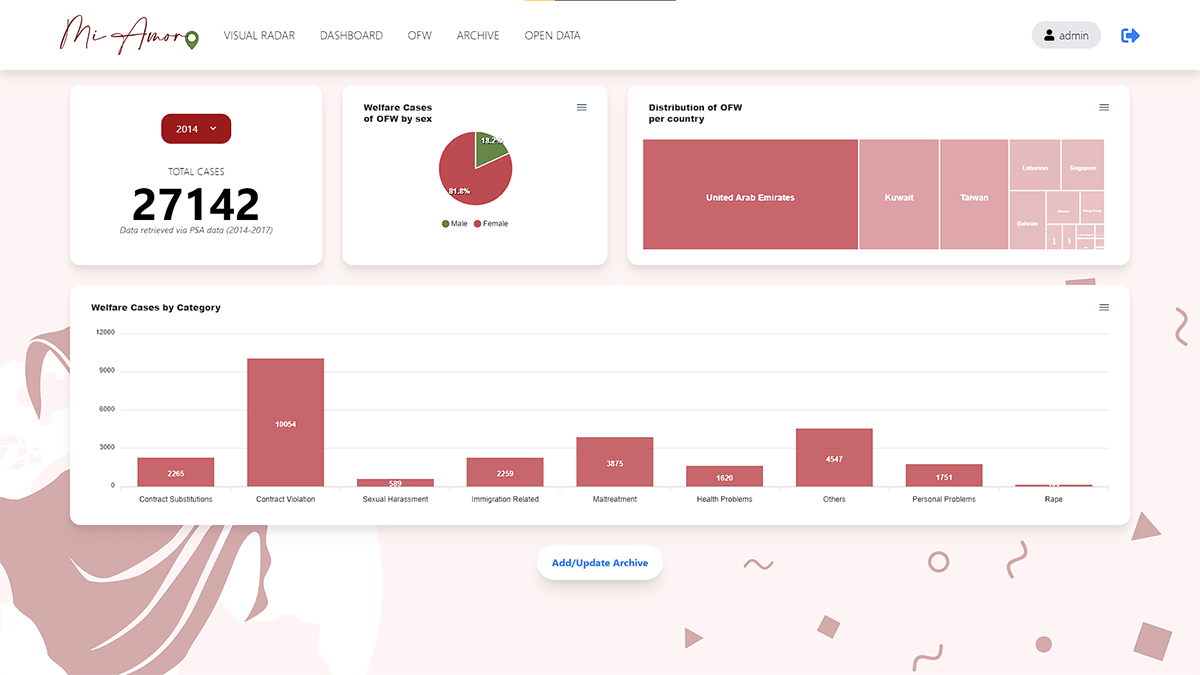 Mi Amor
VISUAL RADAR
DASHBOARD
OFW
ARCHIVE
OPEN DATA
admin
2014
TOTAL CASES
27142
Data retrieved via PSA data (2014-2017)
Welfare Cases
of OFW by sex
18.2%
81.8%
Male
Female
Distribution of OFW
per country
United Arab Emirates
Kuwait
Taiwan
Lebanon
Singapore
Bahrain
Hong Kong
Welfare Cases by Category
12000
9000
6000
3000
0
2265
10054
589
2259
3875
1620
4547
1751
Contract Substitutions
Contract Violation
Sexual Harassment
Immigration Related
Maltreatment
Health Problems
Others
Personal Problems
Rape
Add/Update Archive